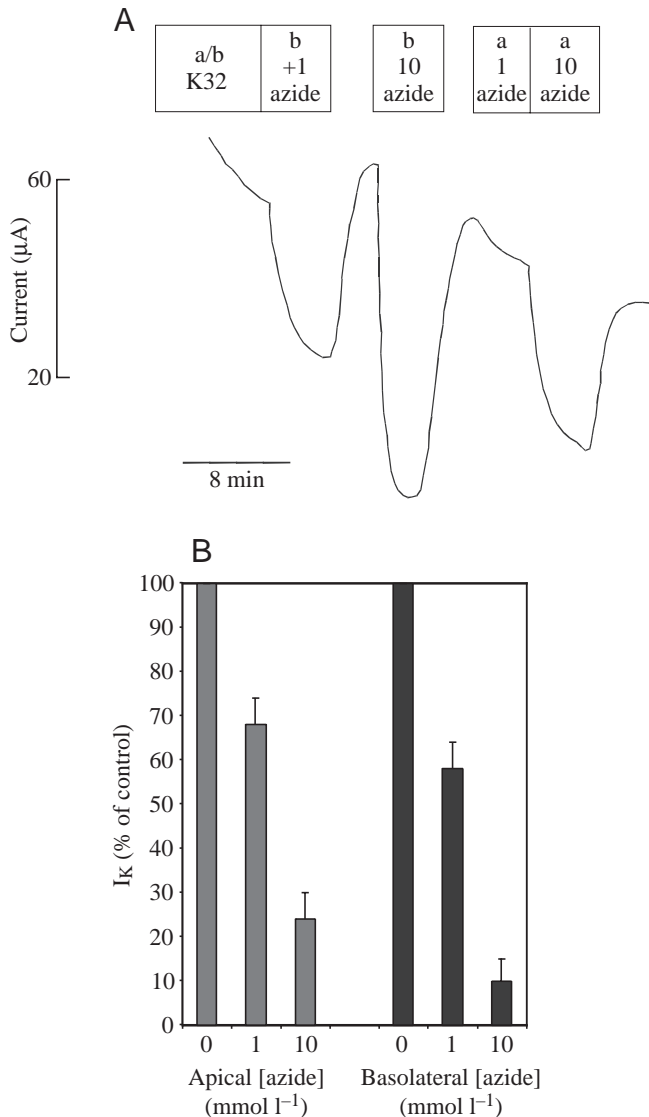 A
a/b
K32
b
+1
azide
b
10
azide
a
1
azide
a
10
azide
60
20
Current (μA)
8 min
B
100
90
80
70
60
50
40
30
20
10
0
I_K (% of control)
0 1 10 0 1 10
Apical [azide] Basolateral [azide]
(mmol l⁻¹) (mmol l⁻¹)